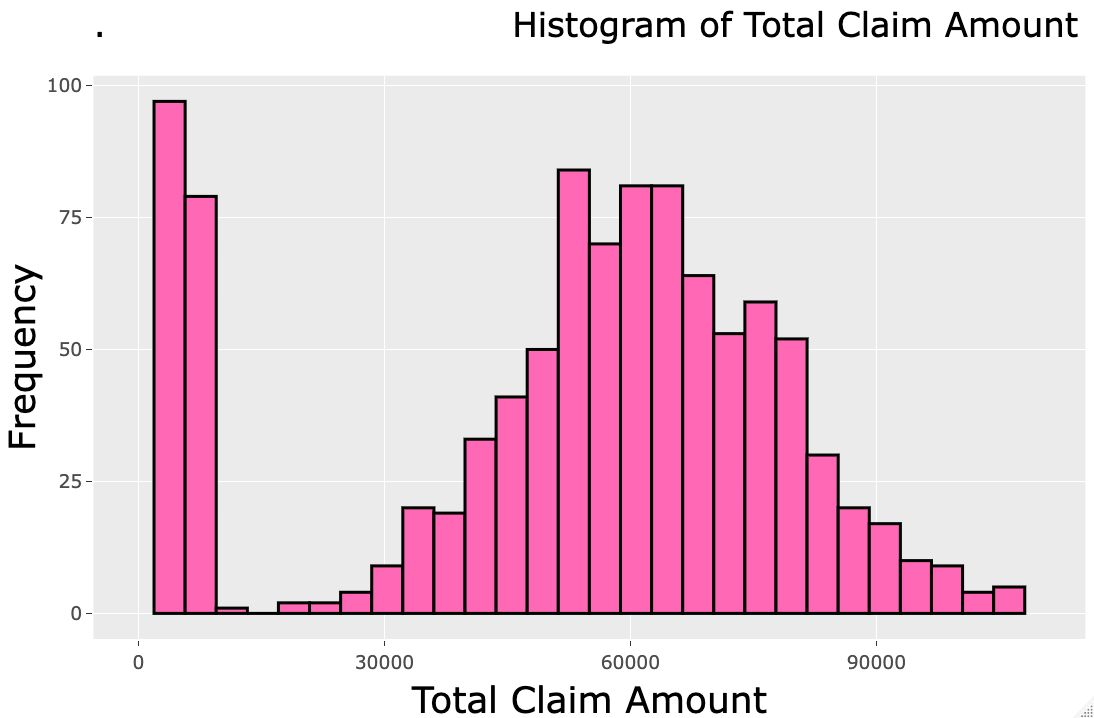 . Histogram of Total Claim Amount
100
75
50
25
0
Frequency
0 30000 60000 90000
Total Claim Amount